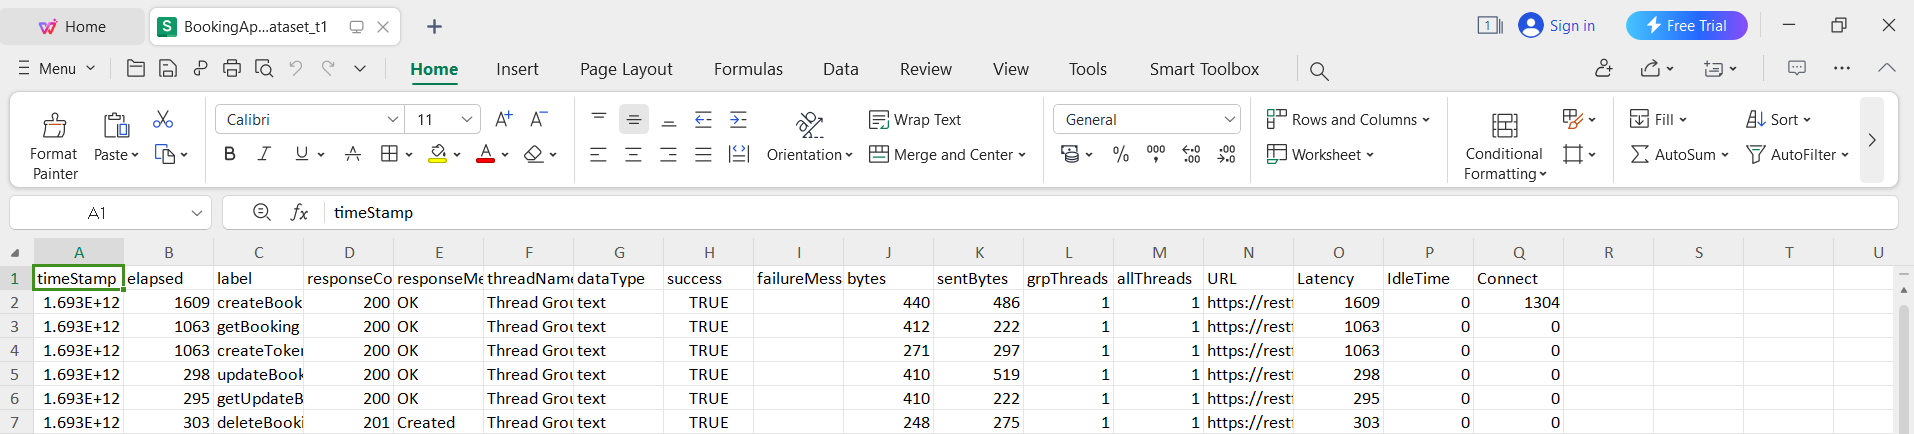 Home BookingAp...ataset_t1 1 Sign in Free Trial
Menu Home Insert Page Layout Formulas Data Review View Tools Smart Toolbox
Calibri 11 A+ A- Wrap Text General Rows and Columns Fill Sort
Format Painter Paste B I U A A Orientation Merge and Center % 000 Worksheet Conditional Formatting AutoSum AutoFilter
A1 fx timeStamp
A B C D E F G H I J K L M N O P Q R S T U
1 timeStamp elapsed label responseCo responseMe threadName dataType success failureMess bytes sentBytes grpThreads allThreads URL Latency IdleTime Connect
2 1.693E+12 1609 createBook 200 OK Thread Grou text TRUE 440 486 1 1 https://rest 1609 0 1304
3 1.693E+12 1063 getBooking 200 OK Thread Grou text TRUE 412 222 1 1 https://rest 1063 0 0
4 1.693E+12 1063 createToken 200 OK Thread Grou text TRUE 271 297 1 1 https://rest 1063 0 0
5 1.693E+12 298 updateBook 200 OK Thread Grou text TRUE 410 519 1 1 https://rest 298 0 0
6 1.693E+12 295 getUpdateB 200 OK Thread Grou text TRUE 410 222 1 1 https://rest 295 0 0
7 1.693E+12 303 deleteBooki 201 Created Thread Grou text TRUE 248 275 1 1 https://rest 303 0 0